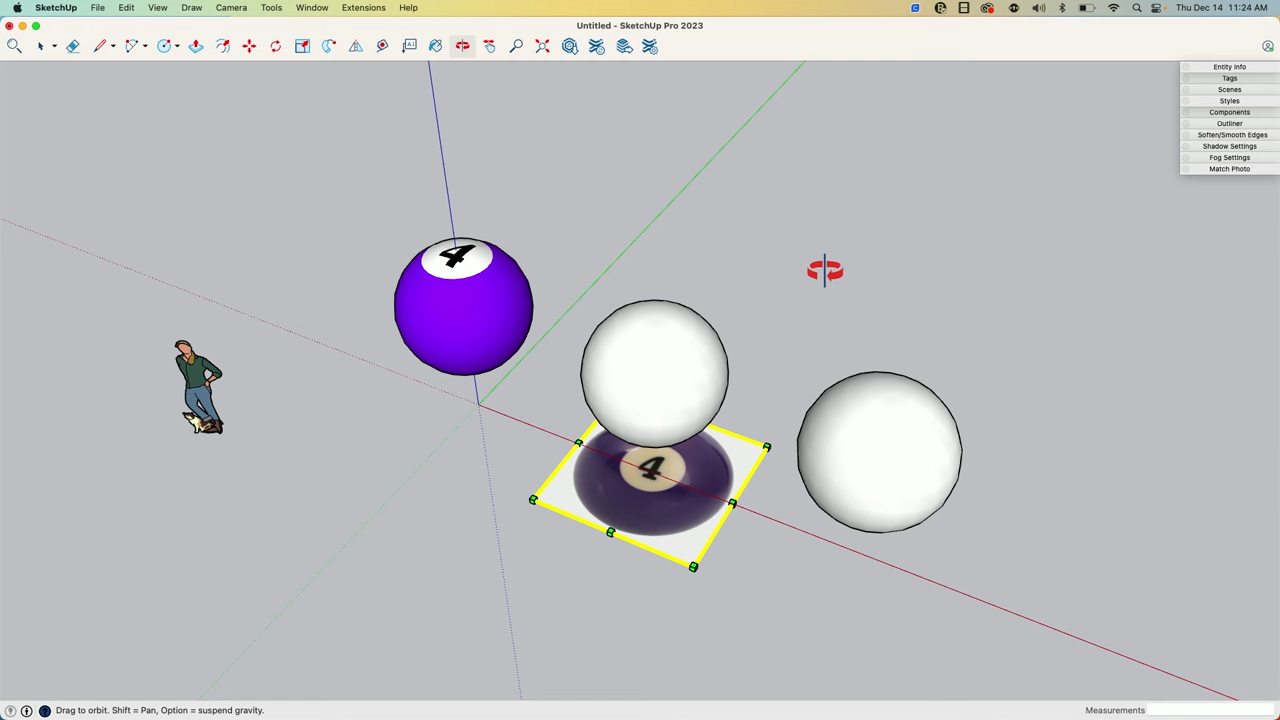 SketchUp File Edit View Draw Camera Tools Window Extensions Help Thu Dec 14 11:24 AM
Untitled - SketchUp Pro 2023
A1
Entity Info
Tags
Scenes
Styles
Components
Outliner
Soften/Smooth Edges
Shadow Settings
Fog Settings
Match Photo
4
4
Drag to orbit. Shift = Pan, Option = suspend gravity. Measurements